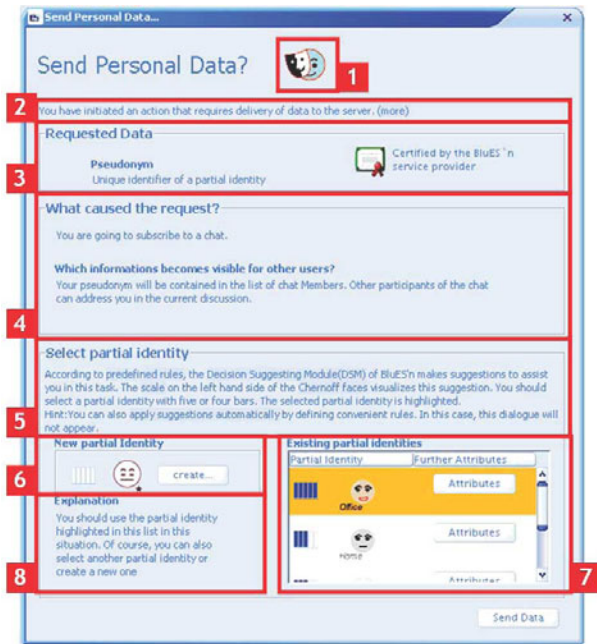 Send Personal Data...
Send Personal Data?
1
2
You have initiated an action that requires delivery of data to the server. (more)
Requested Data
Pseudonym
Unique identifier of a partial identity
Certified by the BluES`n
service provider
3
What caused the request?
You are going to subscribe to a chat.
Which informations becomes visible for other users?
Your pseudonym will be contained in the list of chat Members. Other participants of the chat
can address you in the current discussion.
4
Select partial identity
According to predefined rules, the Decision Suggesting Module(DSM) of BluES'n makes suggestions to assist
you in this task. The scale on the left hand side of the Chernoff faces visualizes this suggestion. You should
select a partial identity with five or four bars. The selected partial identity is highlighted.
Hint:You can also apply suggestions automatically by defining convenient rules. In this case, this dialogue will
not appear.
5
New partial Identity
create...
6
Explanation
You should use the partial identity
highlighted in this list in this
situation. Of course, you can also
select another partial identity or
create a new one
8
Existing partial identities
Partial Identity Further Attributes
Attributes
Office
Attributes
Home
Attributes
7
Send Data